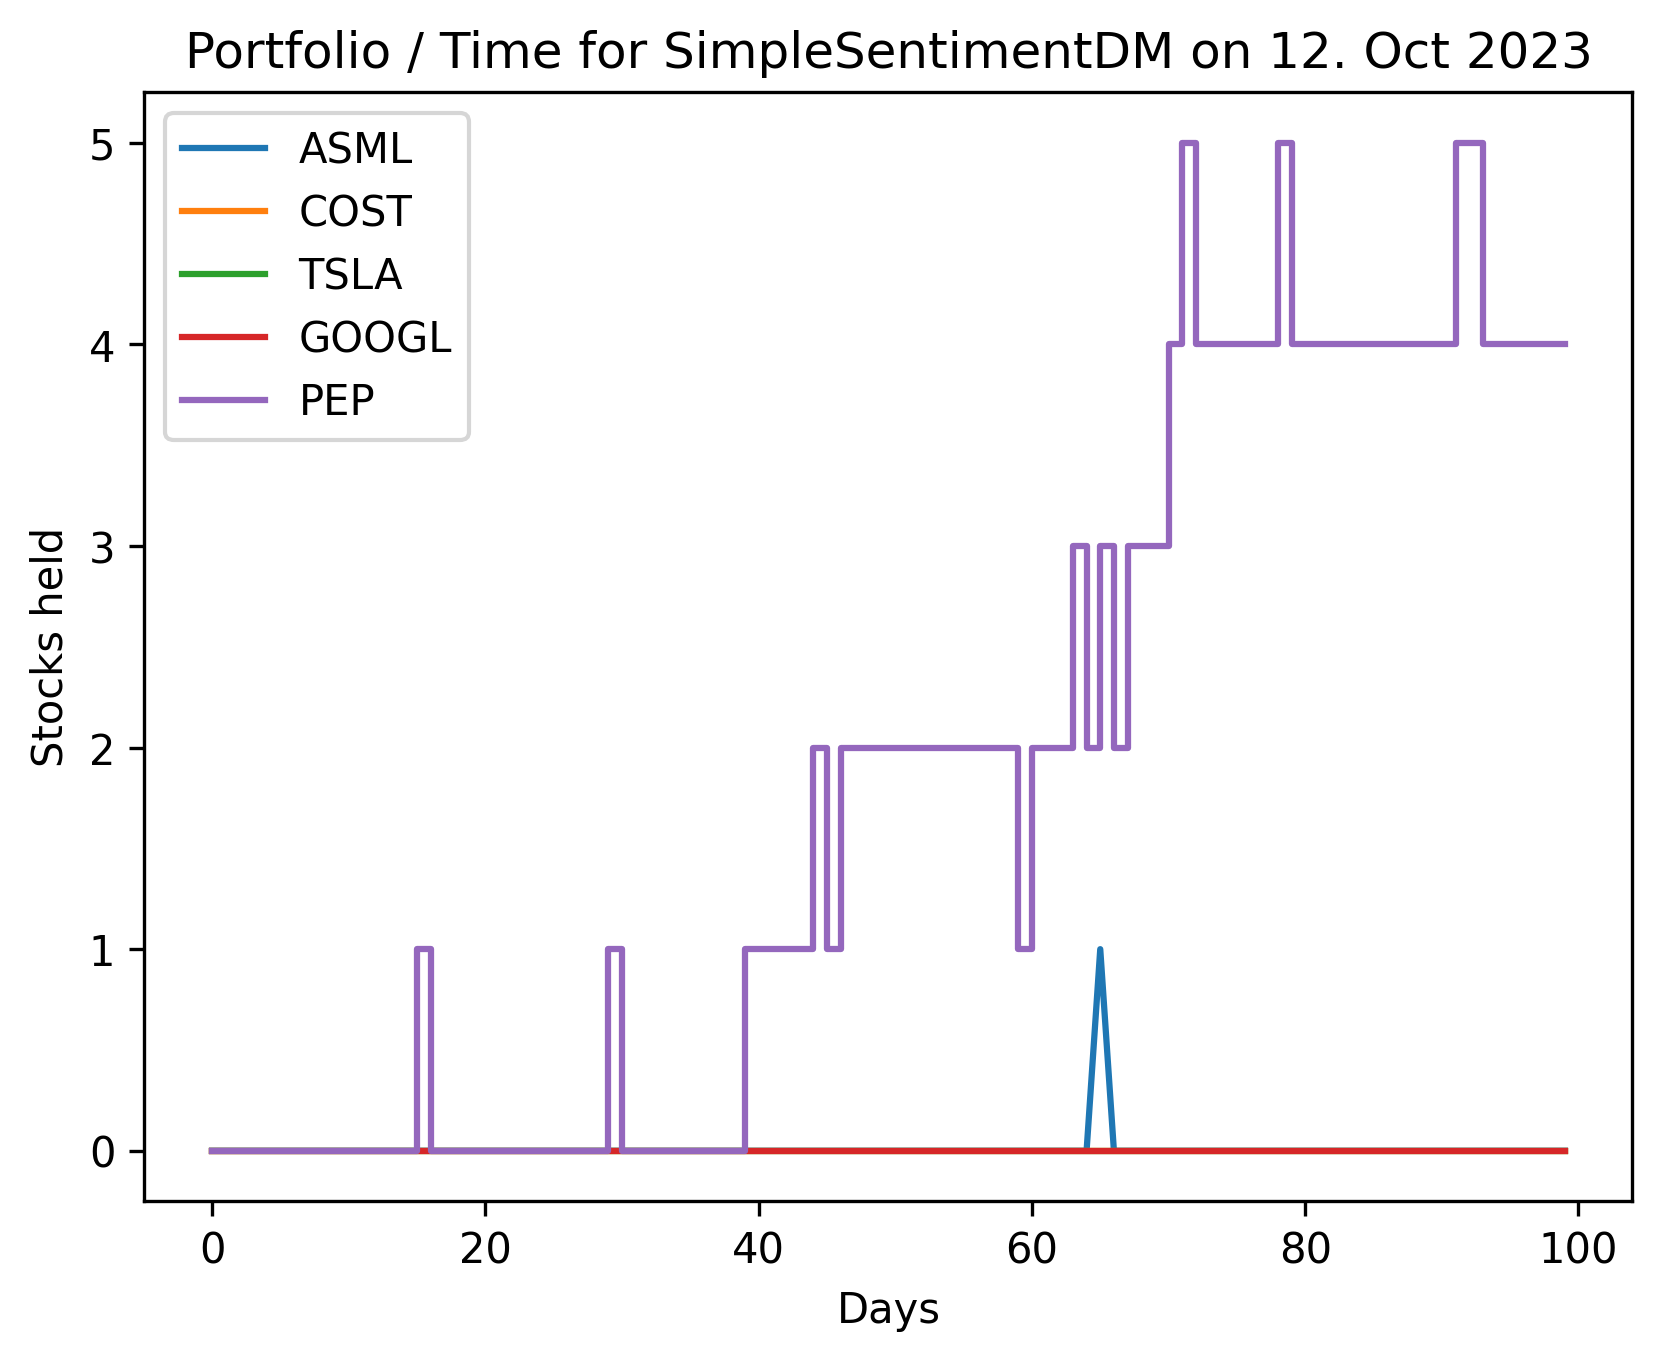 Portfolio / Time for SimpleSentimentDM on 12. Oct 2023
ASML
COST
TSLA
GOOGL
PEP
Stocks held
5
4
3
2
1
0
0 20 40 60 80 100
Days